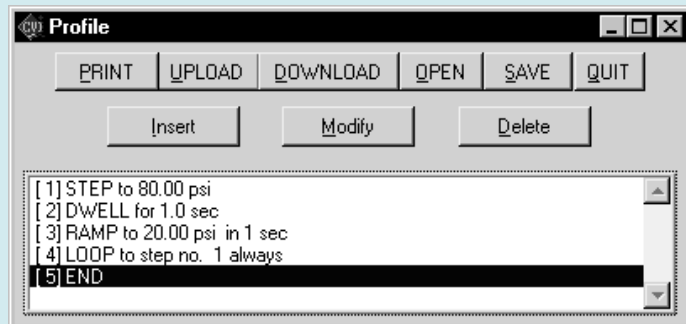 CVI Profile
PRINT UPLOAD DOWNLOAD OPEN SAVE QUIT
Insert Modify Delete
[ 1] STEP to 80.00 psi
[ 2] DWELL for 1.0 sec
[ 3] RAMP to 20.00 psi in 1 sec
[ 4] LOOP to step no. 1 always
[ 5] END